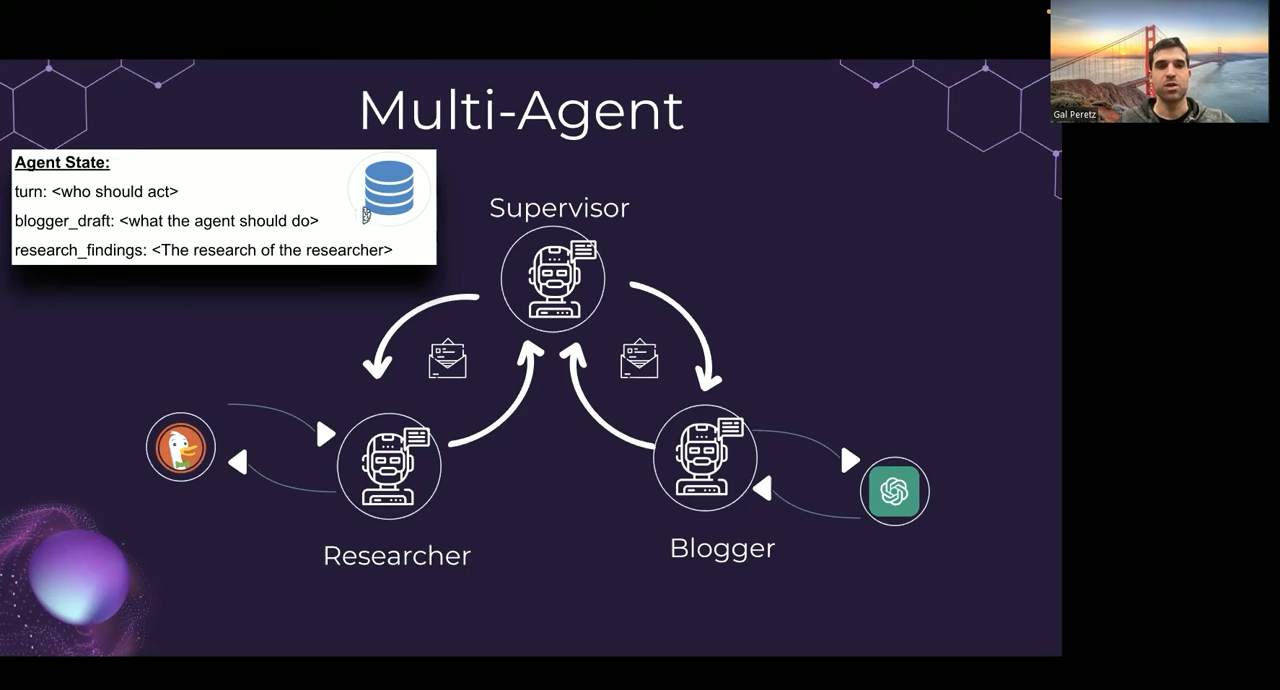 Multi-Agent
Gal Peretz
Agent State:
turn: <who should act>
blogger_draft: <what the agent should do>
research_findings: <The research of the researcher>
Supervisor
Researcher
Blogger